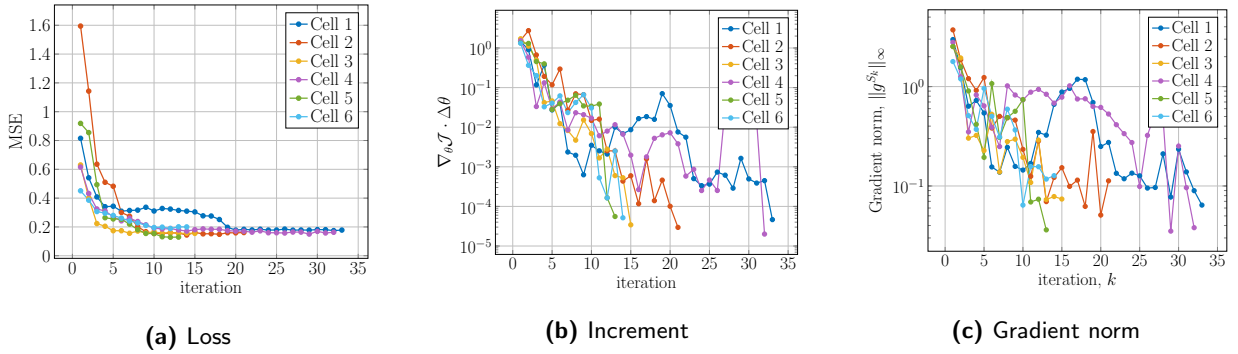 1.6
1.4
1.2
1
0.8
0.6
0.4
0.2
0
MSE
0 5 10 15 20 25 30 35
iteration
Cell 1
Cell 2
Cell 3
Cell 4
Cell 5
Cell 6
(a) Loss
10^0
10^{-1}
10^{-2}
10^{-3}
10^{-4}
10^{-5}
∇_θ𝒥 · Δθ
0 5 10 15 20 25 30 35
iteration
Cell 1
Cell 2
Cell 3
Cell 4
Cell 5
Cell 6
(b) Increment
10^0
10^{-1}
Gradient norm, ‖g^{S_k}‖_∞
0 5 10 15 20 25 30 35
iteration, k
Cell 1
Cell 2
Cell 3
Cell 4
Cell 5
Cell 6
(c) Gradient norm